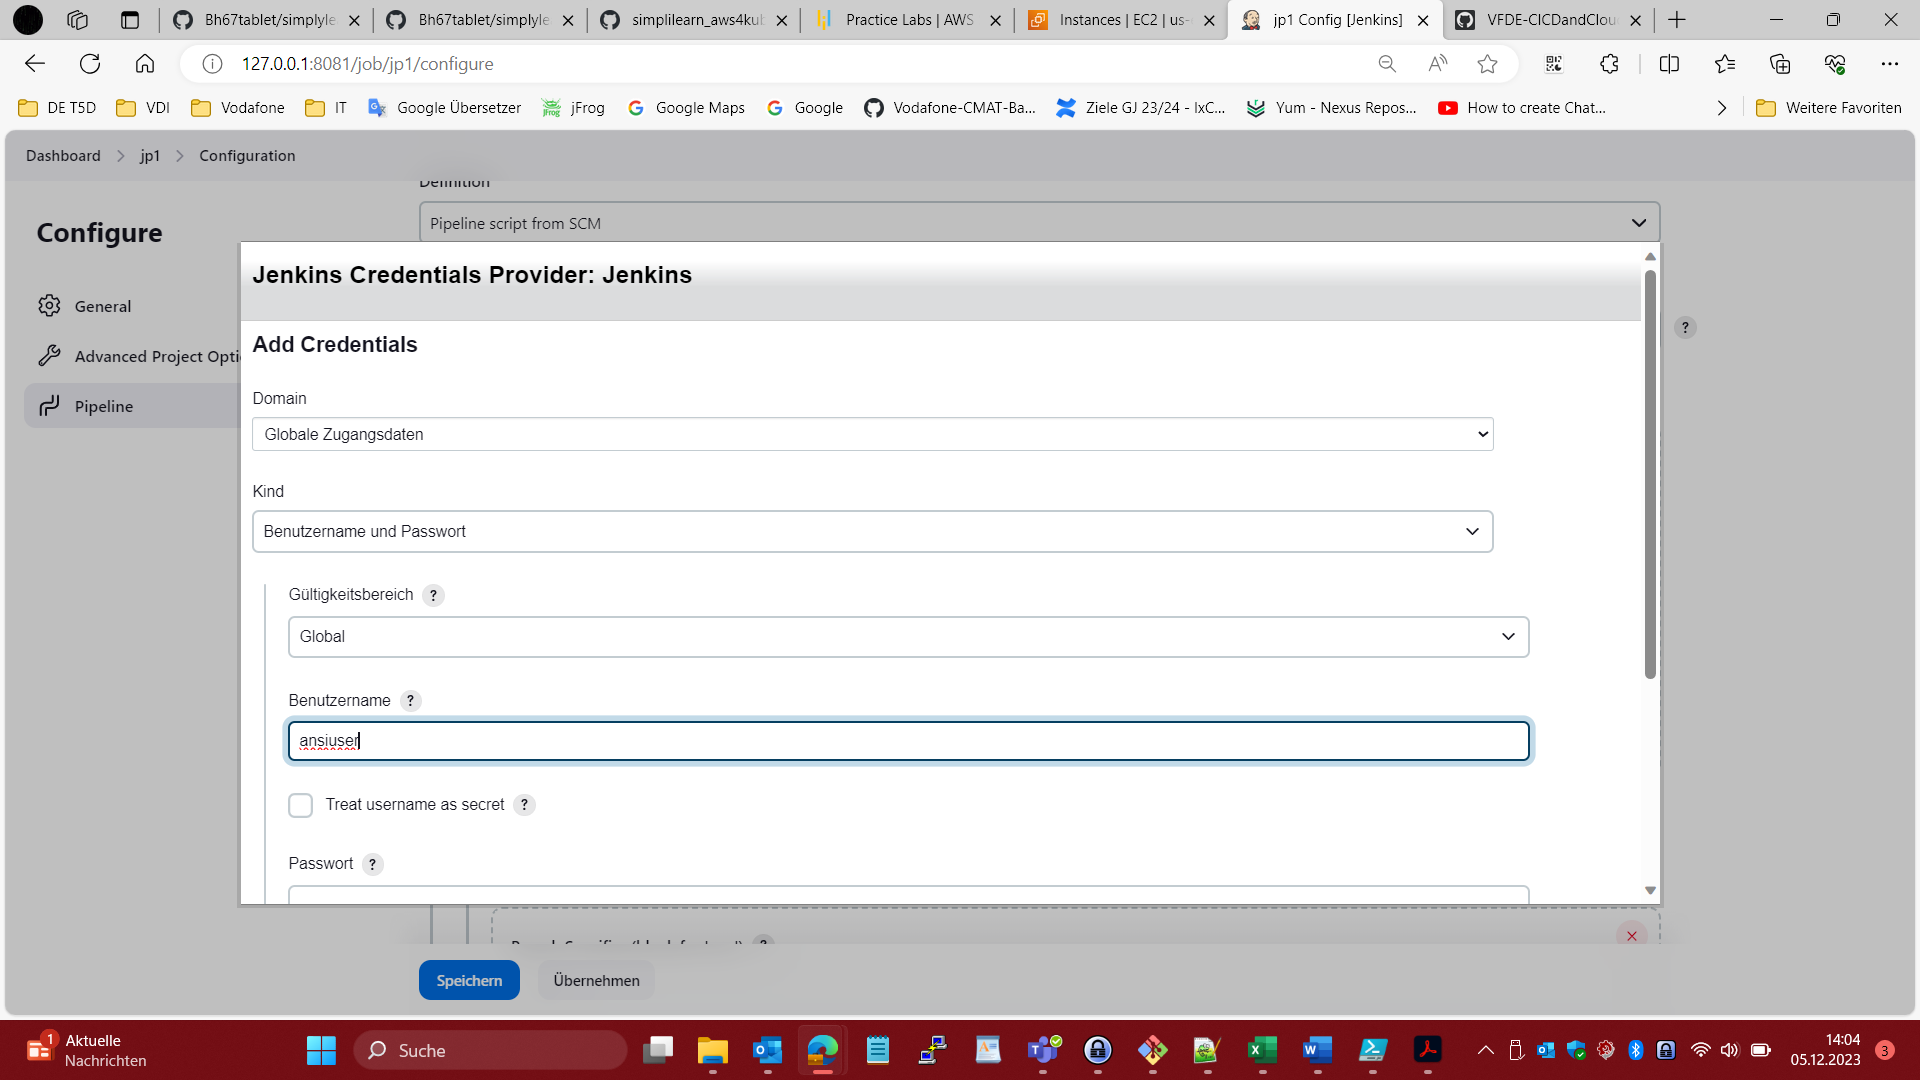 Bh67tablet/simplyle
Bh67tablet/simplyle
simplilearn_aws4kub
Practice Labs | AWS
Instances | EC2 | us-
jp1 Config [Jenkins]
VFDE-CICDandClou
127.0.0.1:8081/job/jp1/configure
DE T5D
VDI
Vodafone
IT
Google Übersetzer
jFrog
Google Maps
Google
Vodafone-CMAT-Ba...
Ziele GJ 23/24 - IxC...
Yum - Nexus Repos...
How to create Chat...
Weitere Favoriten
Dashboard
jp1
Configuration
Definition
Configure
Pipeline script from SCM
Jenkins Credentials Provider: Jenkins
General
?
Add Credentials
Advanced Project Opti
Domain
Pipeline
Globale Zugangsdaten
Kind
Benutzername und Passwort
Gültigkeitsbereich ?
Global
Benutzername ?
ansiuser
Treat username as secret ?
Passwort ?
Speichern
Übernehmen
1
Aktuelle
Nachrichten
Suche
14:04
05.12.2023
3